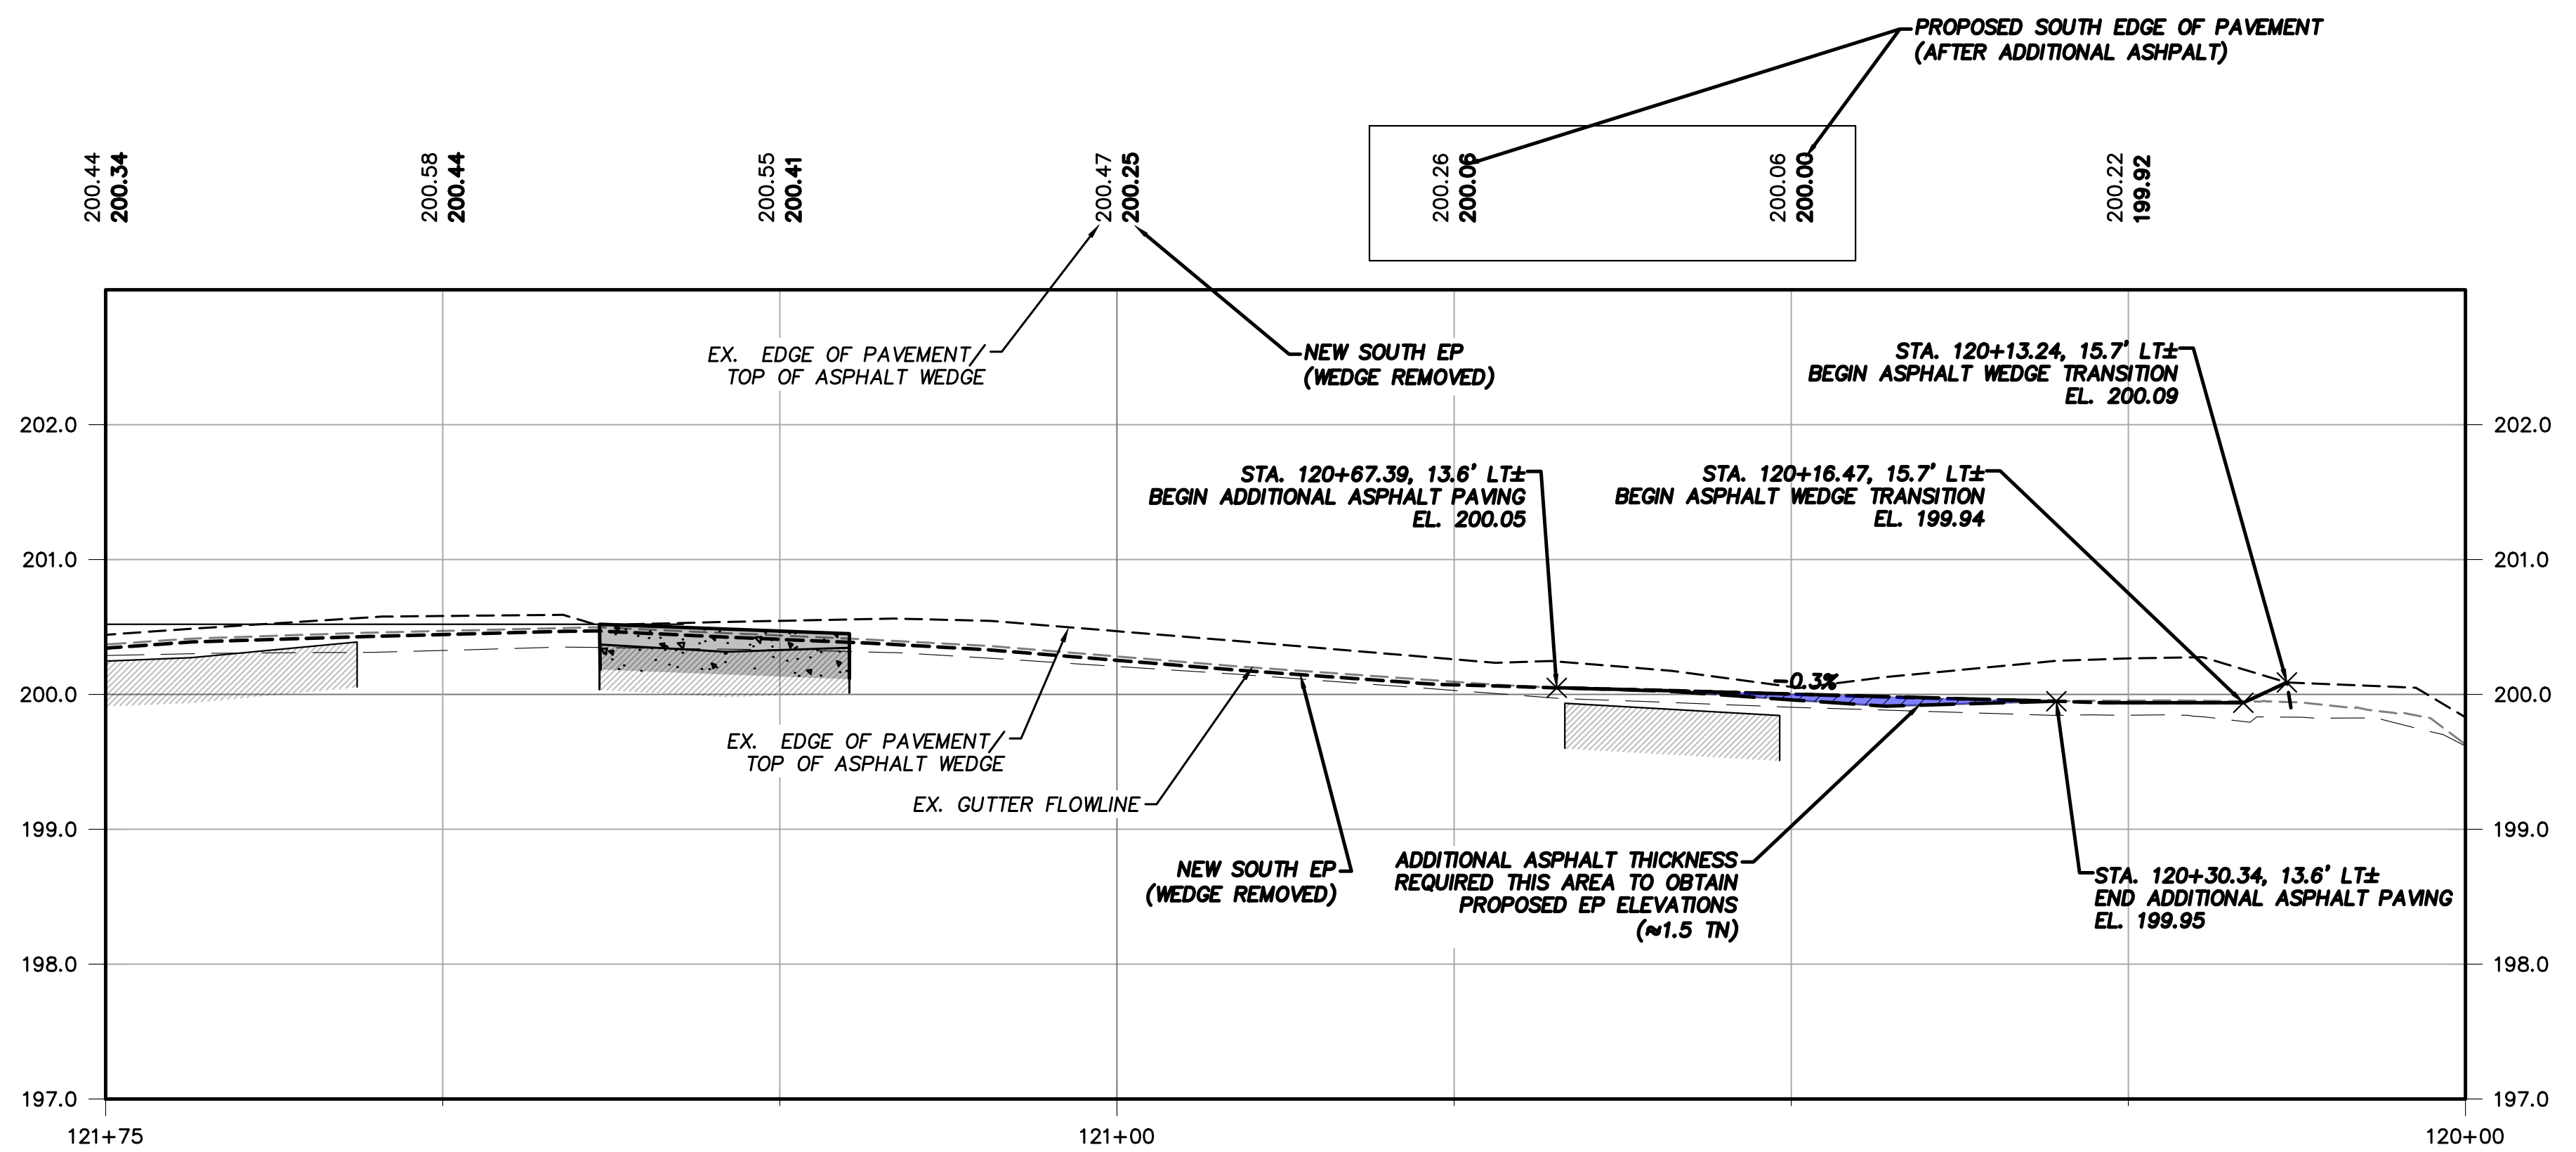 PROPOSED SOUTH EDGE OF PAVEMENT
(AFTER ADDITIONAL ASHPALT)
200.44
200.34
200.58
200.44
200.55
200.41
200.47
200.25
200.26
200.06
200.06
200.00
200.22
199.92
EX. EDGE OF PAVEMENT/
TOP OF ASPHALT WEDGE
NEW SOUTH EP
(WEDGE REMOVED)
STA. 120+13.24, 15.7' LT±
BEGIN ASPHALT WEDGE TRANSITION
EL. 200.09
STA. 120+67.39, 13.6' LT±
BEGIN ADDITIONAL ASPHALT PAVING
EL. 200.05
STA. 120+16.47, 15.7' LT±
BEGIN ASPHALT WEDGE TRANSITION
EL. 199.94
202.0
202.0
201.0
201.0
200.0
200.0
199.0
199.0
198.0
198.0
197.0
197.0
-0.3%
EX. EDGE OF PAVEMENT/
TOP OF ASPHALT WEDGE
EX. GUTTER FLOWLINE
NEW SOUTH EP
(WEDGE REMOVED)
ADDITIONAL ASPHALT THICKNESS
REQUIRED THIS AREA TO OBTAIN
PROPOSED EP ELEVATIONS
(≈1.5 TN)
STA. 120+30.34, 13.6' LT±
END ADDITIONAL ASPHALT PAVING
EL. 199.95
121+75
121+00
120+00